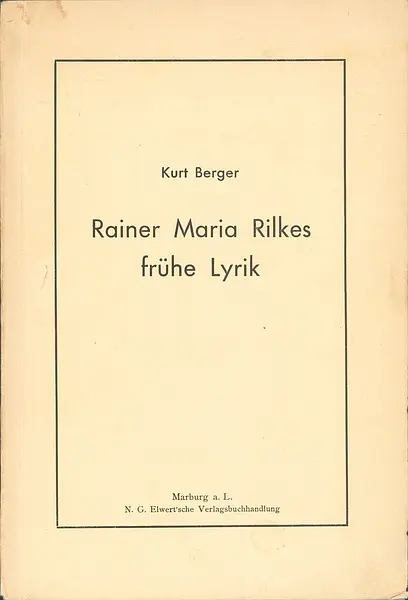 Kurt Berger
Rainer Maria Rilkes
frühe Lyrik
Marburg a. L.
N. G. Elwert'sche Verlagsbuchhandlung